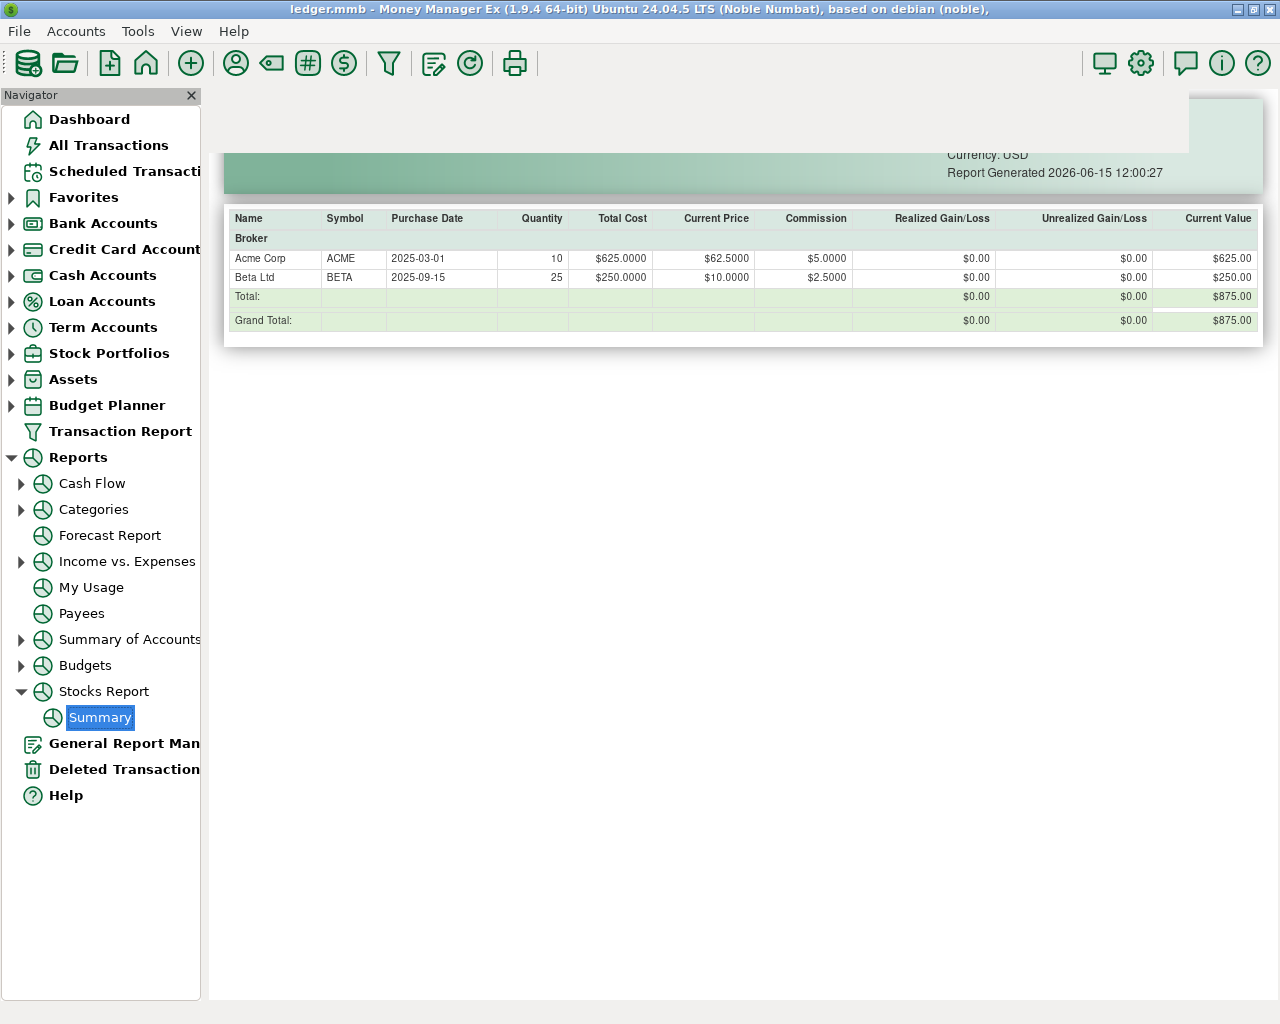 ledger.mmb - Money Manager Ex (1.9.4 64-bit) Ubuntu 24.04.5 LTS (Noble Numbat), based on debian (noble),
File Accounts Tools View Help
Navigator
Dashboard
All Transactions
Scheduled Transacti
Favorites
Bank Accounts
Credit Card Account
Cash Accounts
Loan Accounts
Term Accounts
Stock Portfolios
Assets
Budget Planner
Transaction Report
Reports
Cash Flow
Categories
Forecast Report
Income vs. Expenses
My Usage
Payees
Summary of Accounts
Budgets
Stocks Report
Summary
General Report Man
Deleted Transaction
Help
Currency: USD
Report Generated 2026-06-15 12:00:27
Name Symbol Purchase Date Quantity Total Cost Current Price Commission Realized Gain/Loss Unrealized Gain/Loss Current Value
Broker
Acme Corp ACME 2025-03-01 10 $625.0000 $62.5000 $5.0000 $0.00 $0.00 $625.00
Beta Ltd BETA 2025-09-15 25 $250.0000 $10.0000 $2.5000 $0.00 $0.00 $250.00
Total: $0.00 $0.00 $875.00
Grand Total: $0.00 $0.00 $875.00